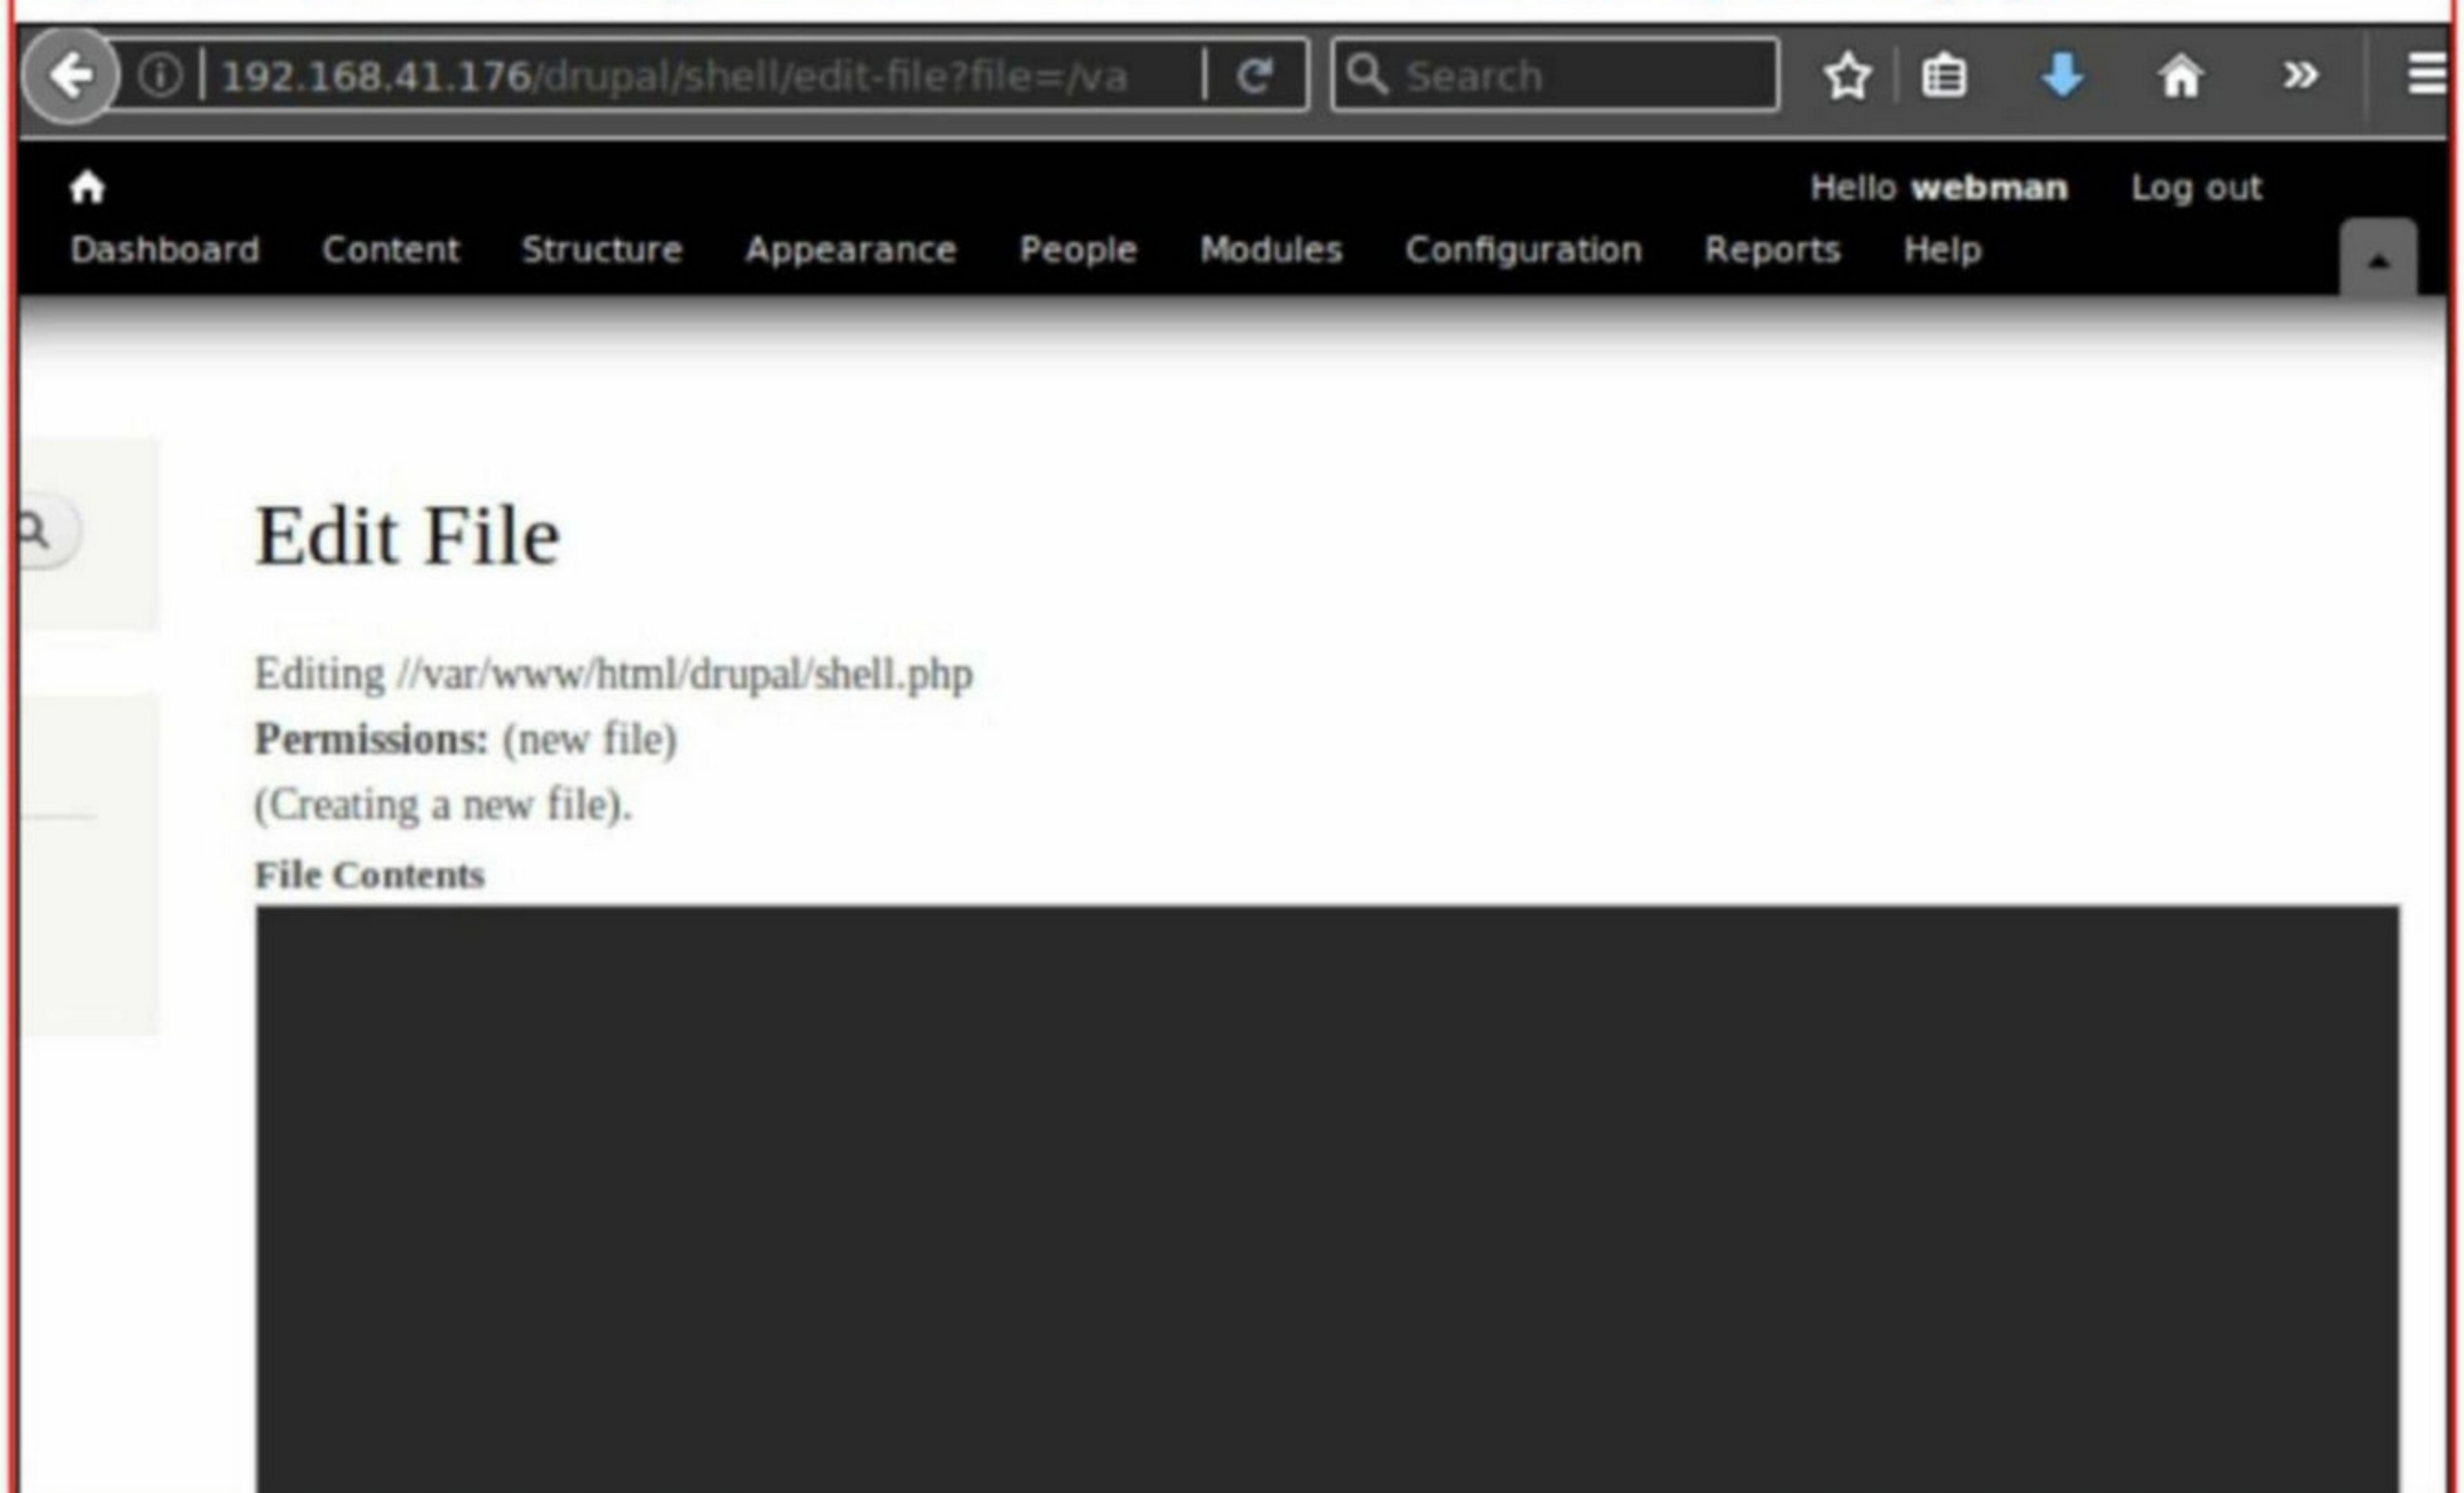 192.168.41.176/drupal/shell/edit-file?file=/va
Search
Hello webman Log out
Dashboard Content Structure Appearance People Modules Configuration Reports Help
Edit File
Editing //var/www/html/drupal/shell.php
Permissions: (new file)
(Creating a new file).
File Contents